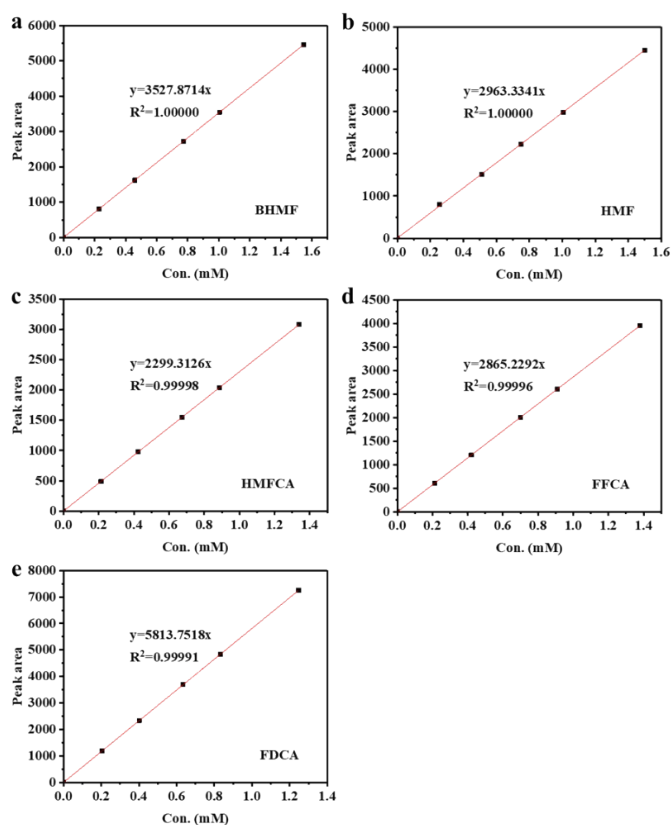 a
6000
5000
4000
3000
2000
1000
0
Peak area
y=3527.8714x
R²=1.00000
BHMF
0.0 0.2 0.4 0.6 0.8 1.0 1.2 1.4 1.6
Con. (mM)
b
5000
4000
3000
2000
1000
0
Peak area
y=2963.3341x
R²=1.00000
HMF
0.0 0.2 0.4 0.6 0.8 1.0 1.2 1.4 1.6
Con. (mM)
c
3500
3000
2500
2000
1500
1000
500
0
Peak area
y=2299.3126x
R²=0.99998
HMFCA
0.0 0.2 0.4 0.6 0.8 1.0 1.2 1.4
Con. (mM)
d
4500
4000
3500
3000
2500
2000
1500
1000
500
0
Peak area
y=2865.2292x
R²=0.99996
FFCA
0.0 0.2 0.4 0.6 0.8 1.0 1.2 1.4
Con. (mM)
e
8000
7000
6000
5000
4000
3000
2000
1000
0
Peak area
y=5813.7518x
R²=0.99991
FDCA
0.0 0.2 0.4 0.6 0.8 1.0 1.2 1.4
Con. (mM)